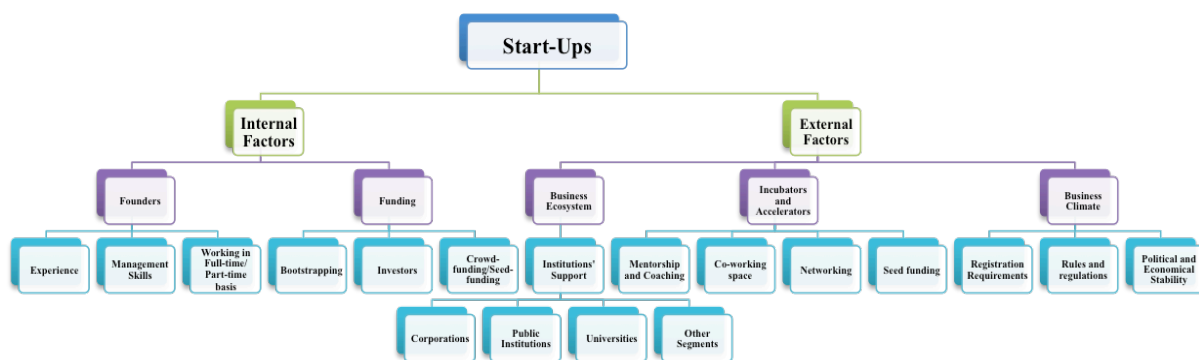 Start-Ups
Internal
Factors
External
Factors
Founders
Funding
Business
Ecosystem
Incubators
and
Accelerators
Business
Climate
Experience
Management
Skills
Working in
Full-time/
Part-time
basis
Bootstrapping
Investors
Crowd-
funding/Seed-
funding
Institutions'
Support
Mentorship
and Coaching
Co-working
space
Networking
Seed funding
Registration
Requirements
Rules and
regulations
Political and
Economical
Stability
Corporations
Public
Institutions
Universities
Other
Segments